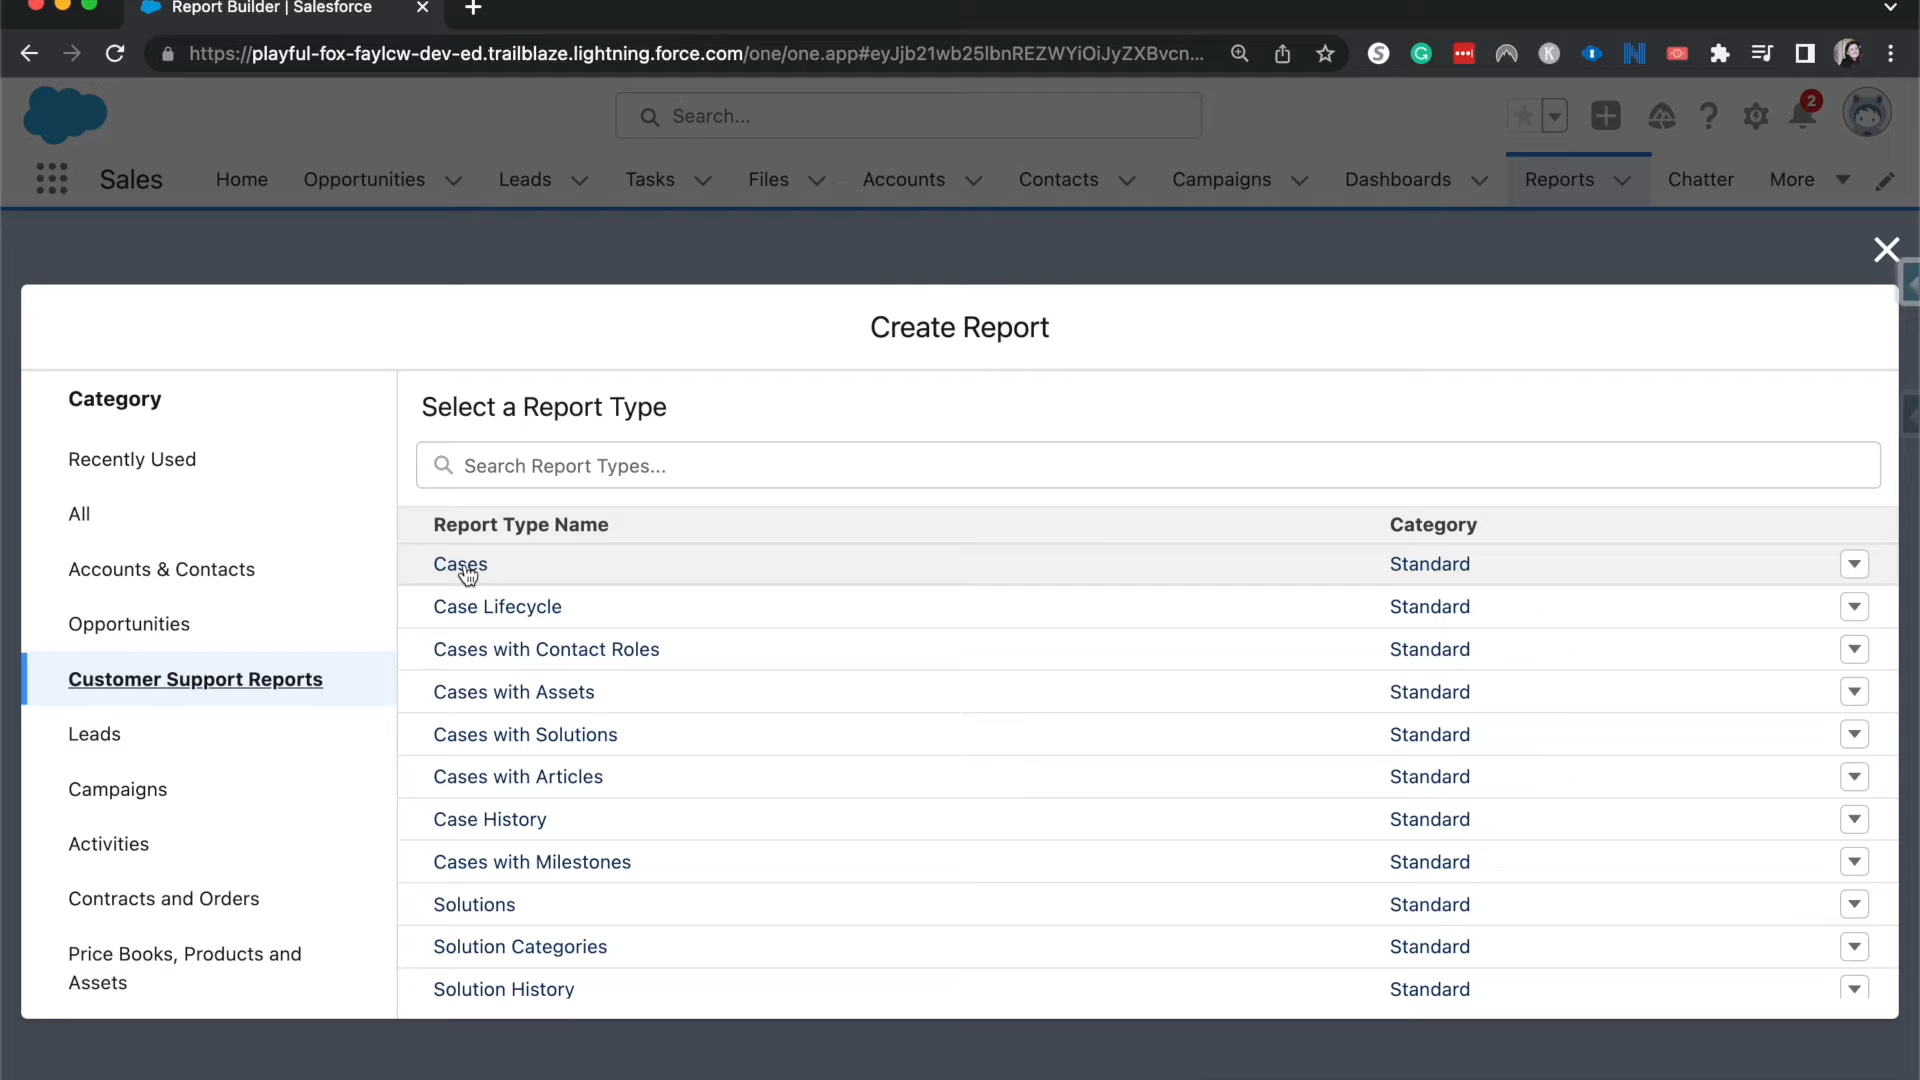 Report Builder | Salesforce
https://playful-fox-faylcw-dev-ed.trailblaze.lightning.force.com/one/one.app#eyJjb21wb25lbnREZWYiOiJyZXBvcn...
Search...
2
Sales
Home
Opportunities
Leads
Tasks
Files
Accounts
Contacts
Campaigns
Dashboards
Reports
Chatter
More
Create Report
Category
Recently Used
All
Accounts & Contacts
Opportunities
Customer Support Reports
Leads
Campaigns
Activities
Contracts and Orders
Price Books, Products and
Assets
Select a Report Type
Search Report Types...
Report Type Name Category
Cases Standard
Case Lifecycle Standard
Cases with Contact Roles Standard
Cases with Assets Standard
Cases with Solutions Standard
Cases with Articles Standard
Case History Standard
Cases with Milestones Standard
Solutions Standard
Solution Categories Standard
Solution History Standard